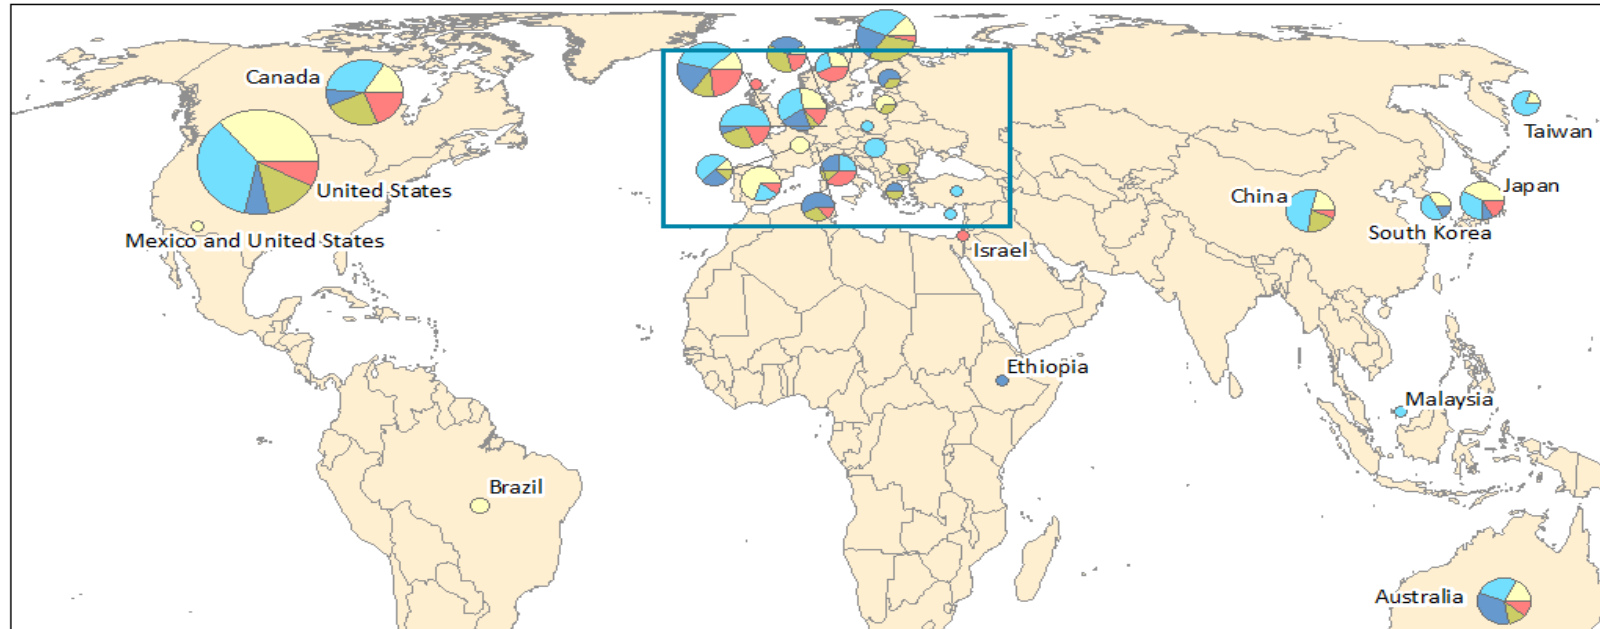 Canada
United States
Mexico and United States
Brazil
Israel
Ethiopia
China
Taiwan
Japan
South Korea
Malaysia
Australia